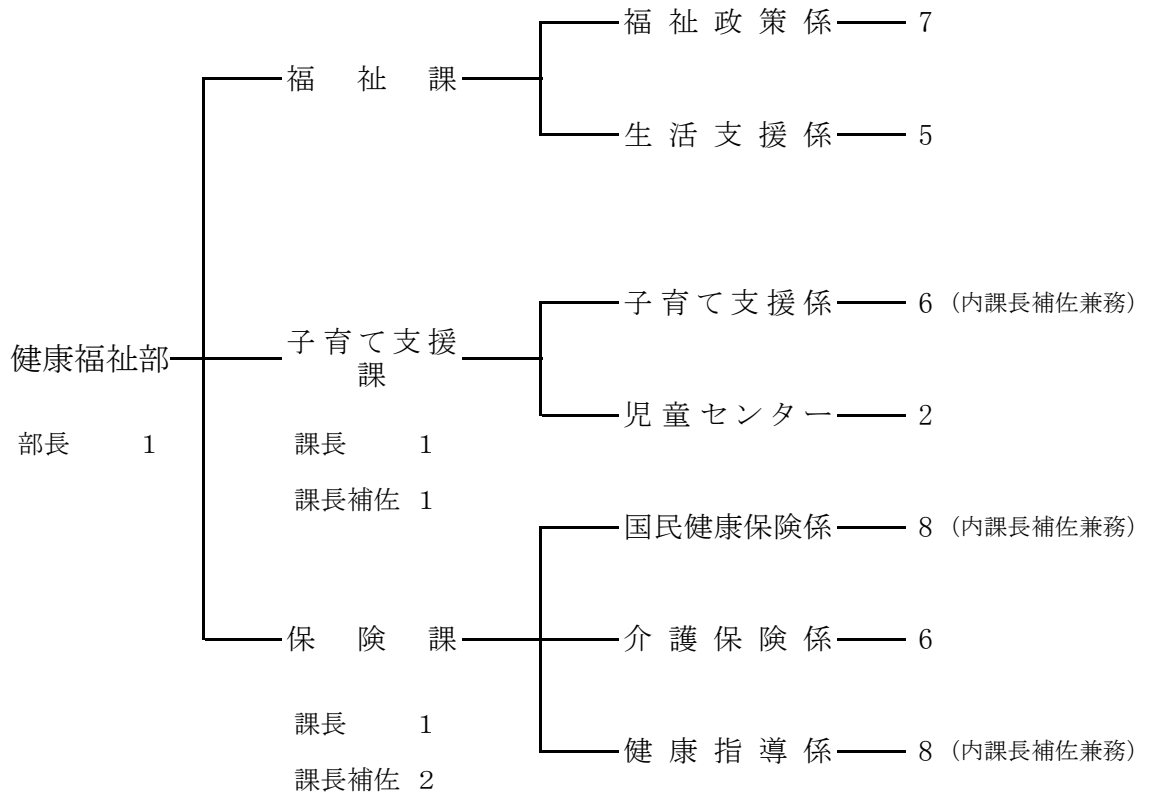 福祉政策係 7
福祉課
生活支援係 5
子育て支援係 6 (内課長補佐兼務)
健康福祉部
子育て支援
課
児童センター 2
部長 1
課長 1
課長補佐 1
国民健康保険係 8 (内課長補佐兼務)
保険課
介護保険係 6
課長 1
課長補佐 2
健康指導係 8 (内課長補佐兼務)